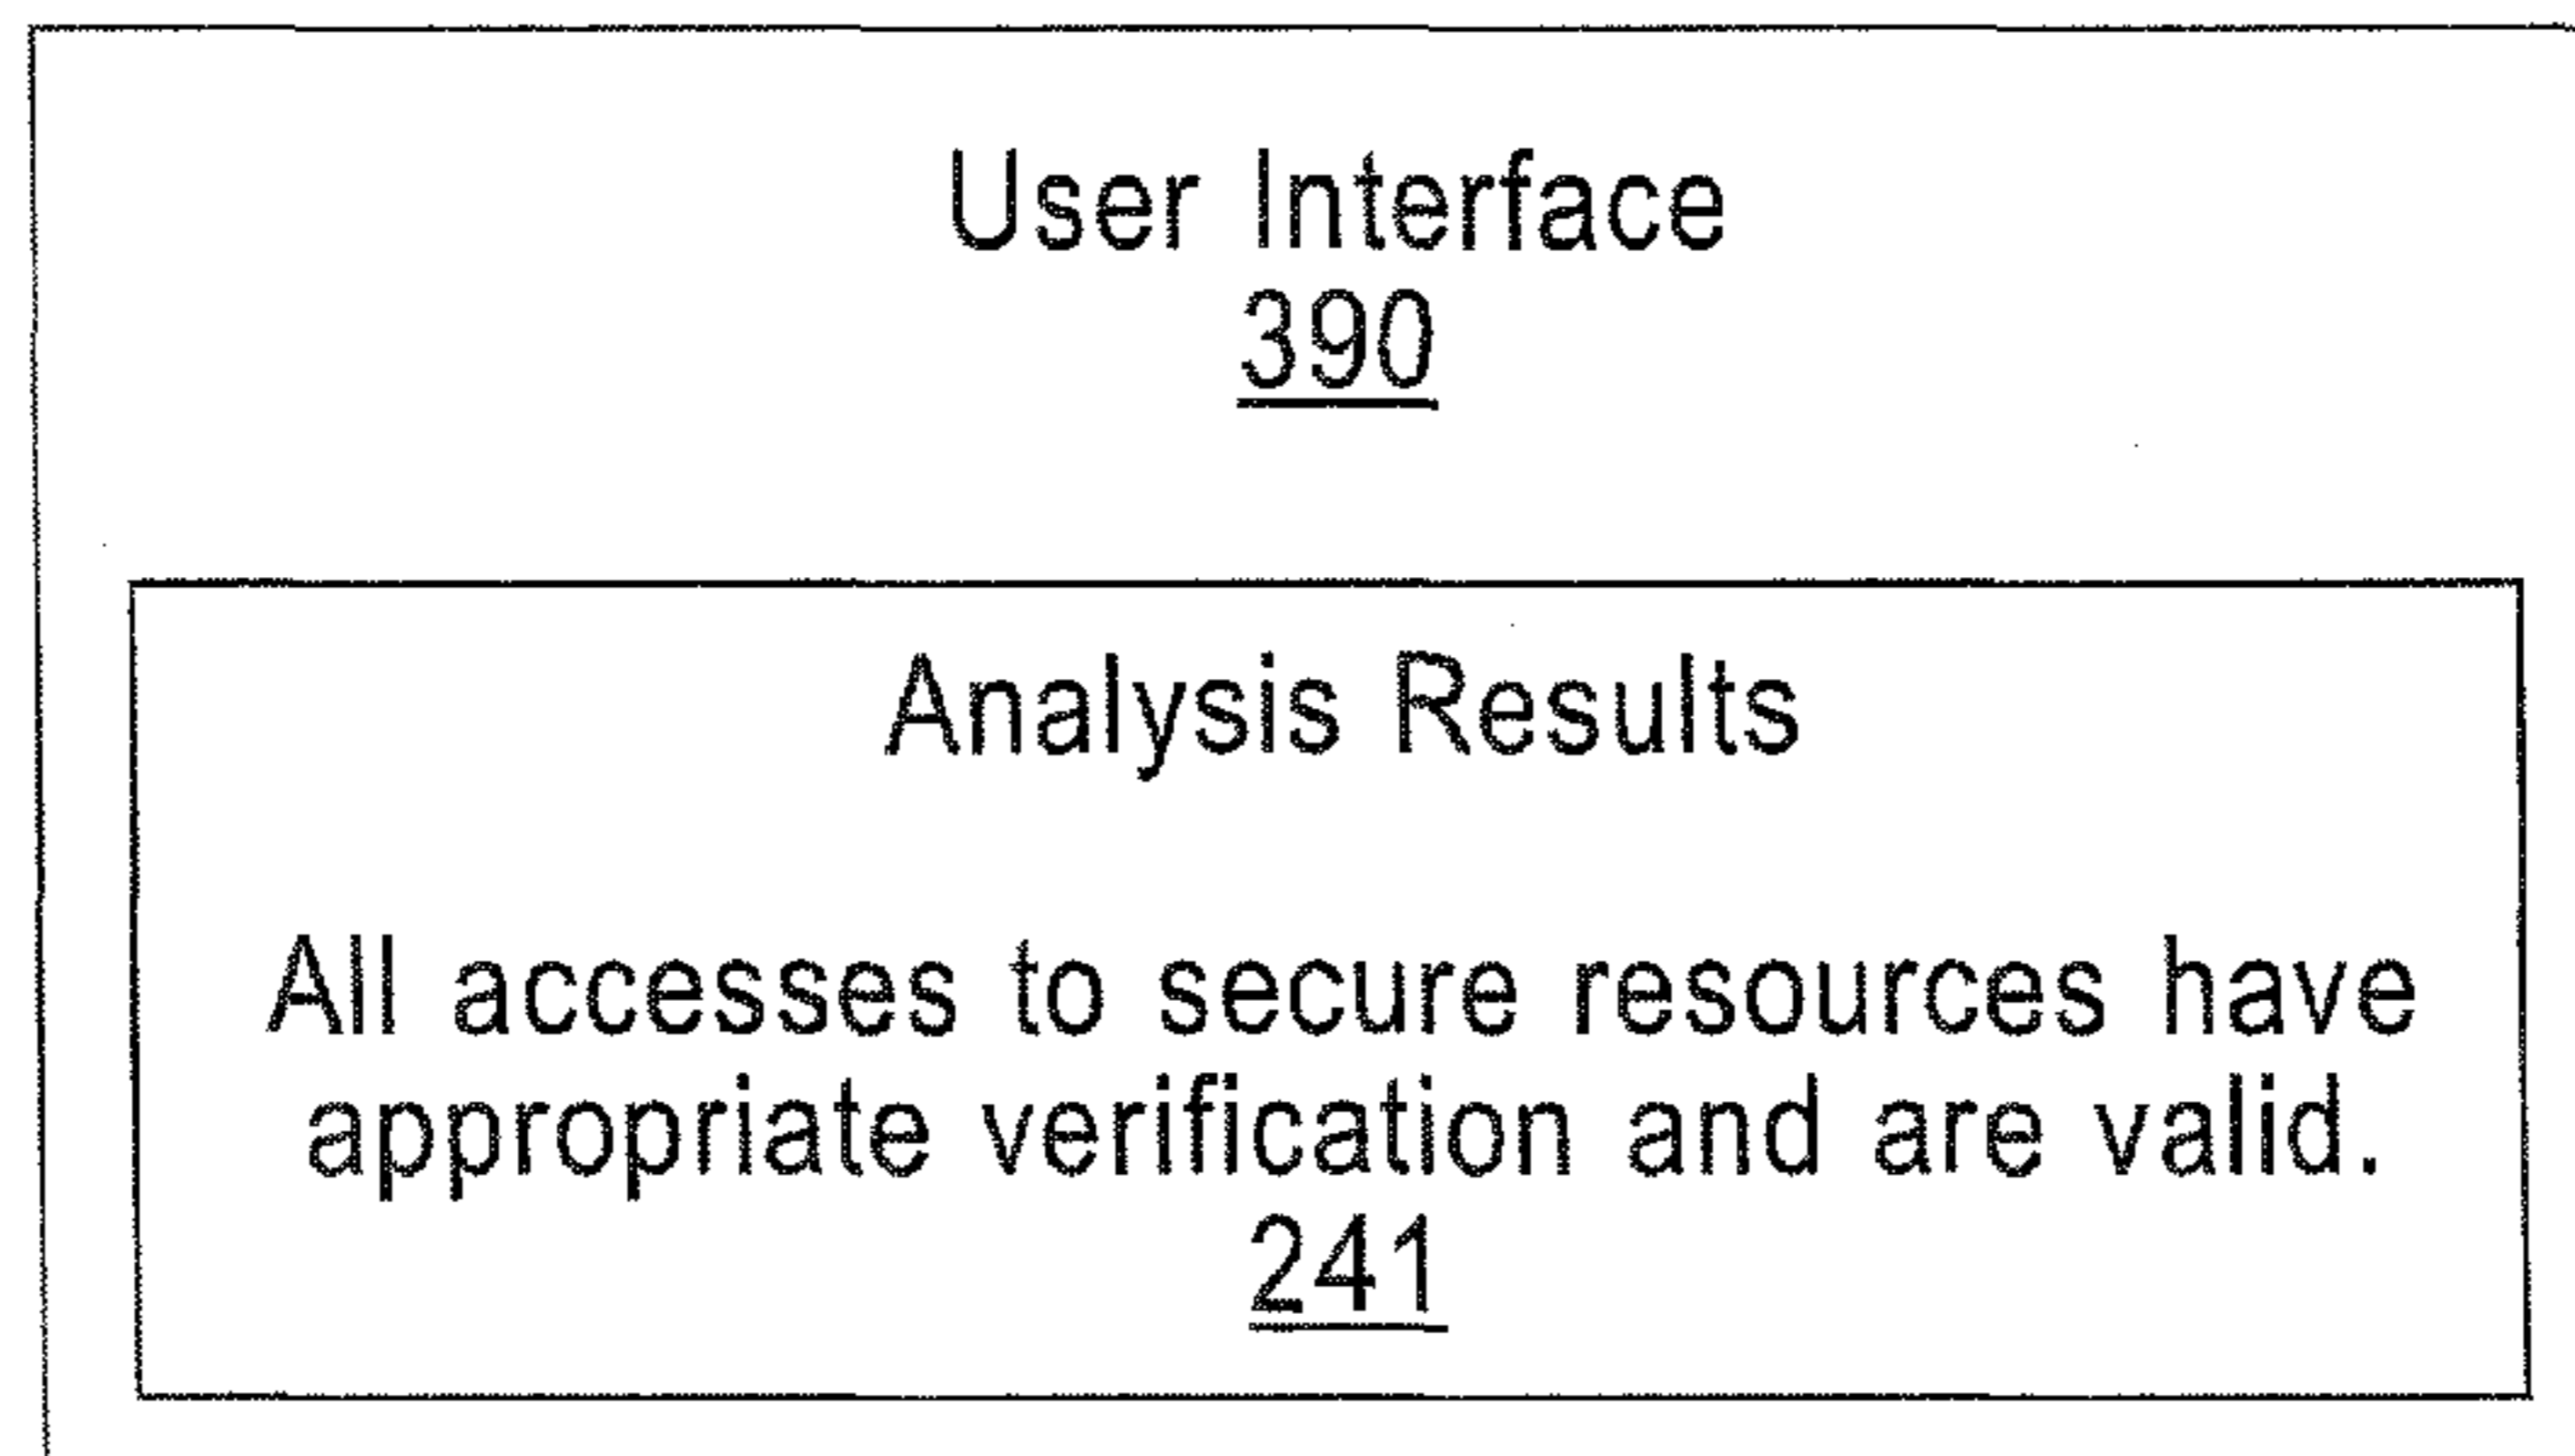 User Interface
390
Analysis Results
All accesses to secure resources have
appropriate verification and are valid.
241